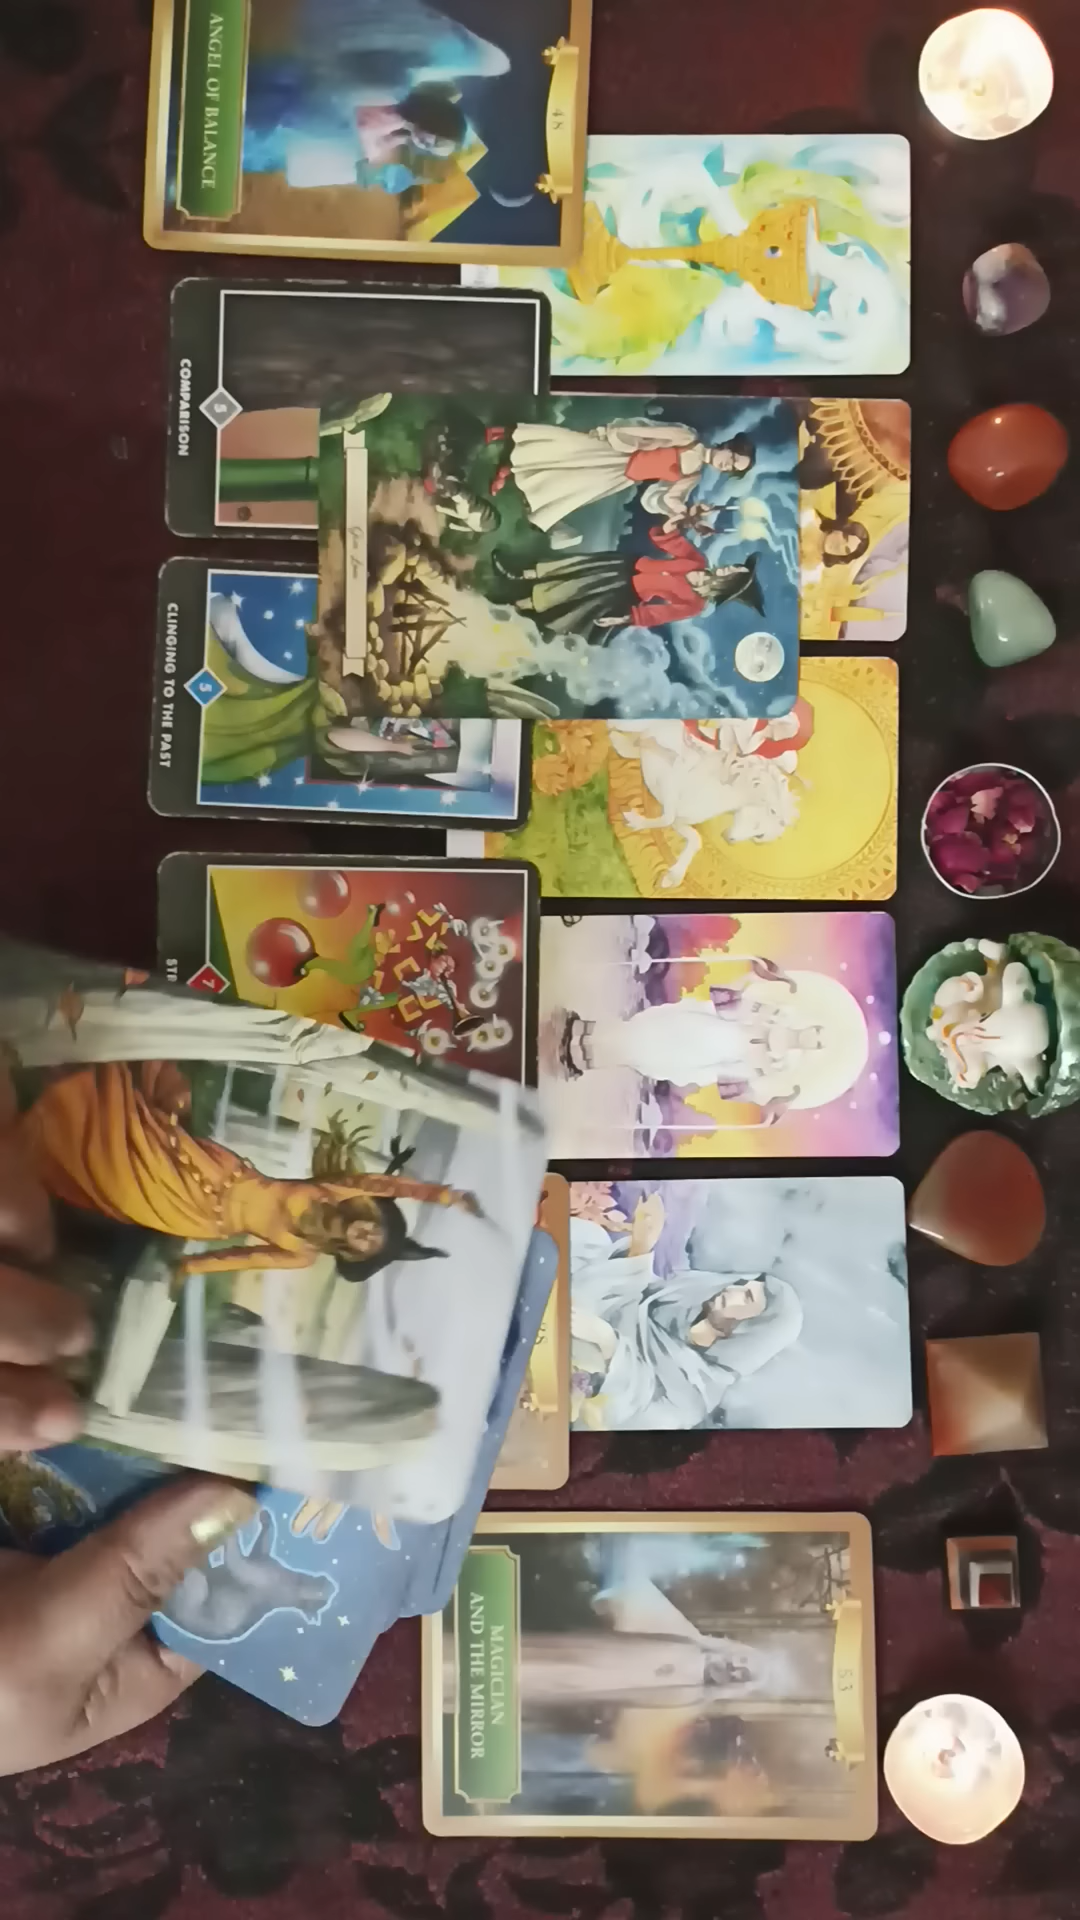 ANGEL OF BALANCE
48
COMPARISON
5
CLINGING TO THE PAST
5
7
MAGICIAN
AND THE MIRROR
53